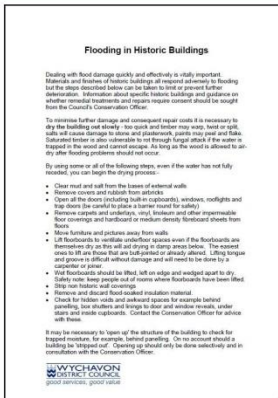 Flooding in Historic Buildings
Dealing with flood damage quickly and effectively is vitally important.
Materials and finishes of historic buildings all respond adversely to flooding
but the steps described below can be taken to limit or prevent further
deterioration. Information about specific historic buildings and guidance on
whether remedial treatments and repairs require consent should be sought
from the Council's Conservation Officer.
To minimise further damage and consequent repair costs it is necessary to
dry the building out slowly - too quick and timber may warp, twist or split,
salts will cause damage to stone and plasterwork, paints may peel and flake.
Saturated timber is also vulnerable to rot through fungal attack if the water is
trapped in the wood and cannot escape. As long as the wood is allowed to air-
dry after flooding problems should not occur.
By using some or all of the following steps, even if the water has not fully
receded, you can begin the drying process:-
• Clear mud and salt from the bases of external walls
• Remove covers and rubbish from airbricks
• Open all the doors (including built-in cupboards), windows, rooflights and
trap doors (be careful to place a barrier round for safety)
• Remove carpets and underlays, vinyl, linoleum and other impermeable
floor coverings and hardboard or medium density fibreboard sheets from
floors
• Move furniture and pictures away from walls
• Lift floorboards to ventilate underfloor spaces even if the floorboards are
themselves dry as this will aid drying in damp areas below. The easiest
ones to lift are those that are butt-jointed or already altered. Lifting tongue
and groove is difficult without damage and will need to be done by a
carpenter or joiner.
• Wet floorboards should be lifted, left on edge and wedged apart to dry.
Safety note: keep people out of rooms where floorboards have been lifted.
• Strip non historic wall coverings
• Remove and discard flood-soaked insulation material.
• Check for hidden voids and awkward spaces for example behind
panelling, box shutters and linings to door and window reveals, under
stairs and inside cupboards. Contact the Conservation Officer for advice
with these.
It may be necessary to 'open up' the structure of the building to check for
trapped moisture, for example, behind panelling. On no account should a
building be 'stripped out'. Opening up should only be done selectively and in
consultation with the Conservation Officer.
WYCHAVON
DISTRICT COUNCIL
good services, good value